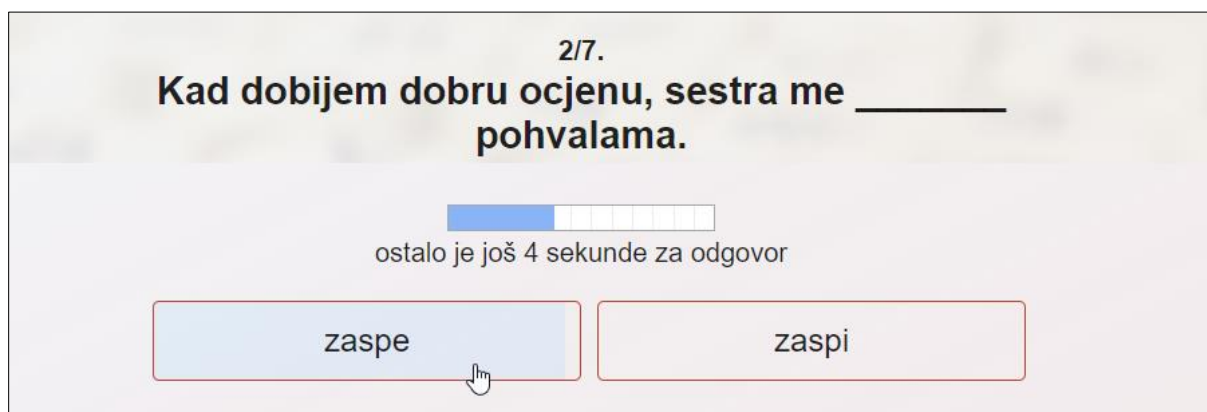 2/7.
Kad dobijem dobru ocjenu, sestra me _______
pohvalama.
ostalo je još 4 sekunde za odgovor
zaspe
zaspi